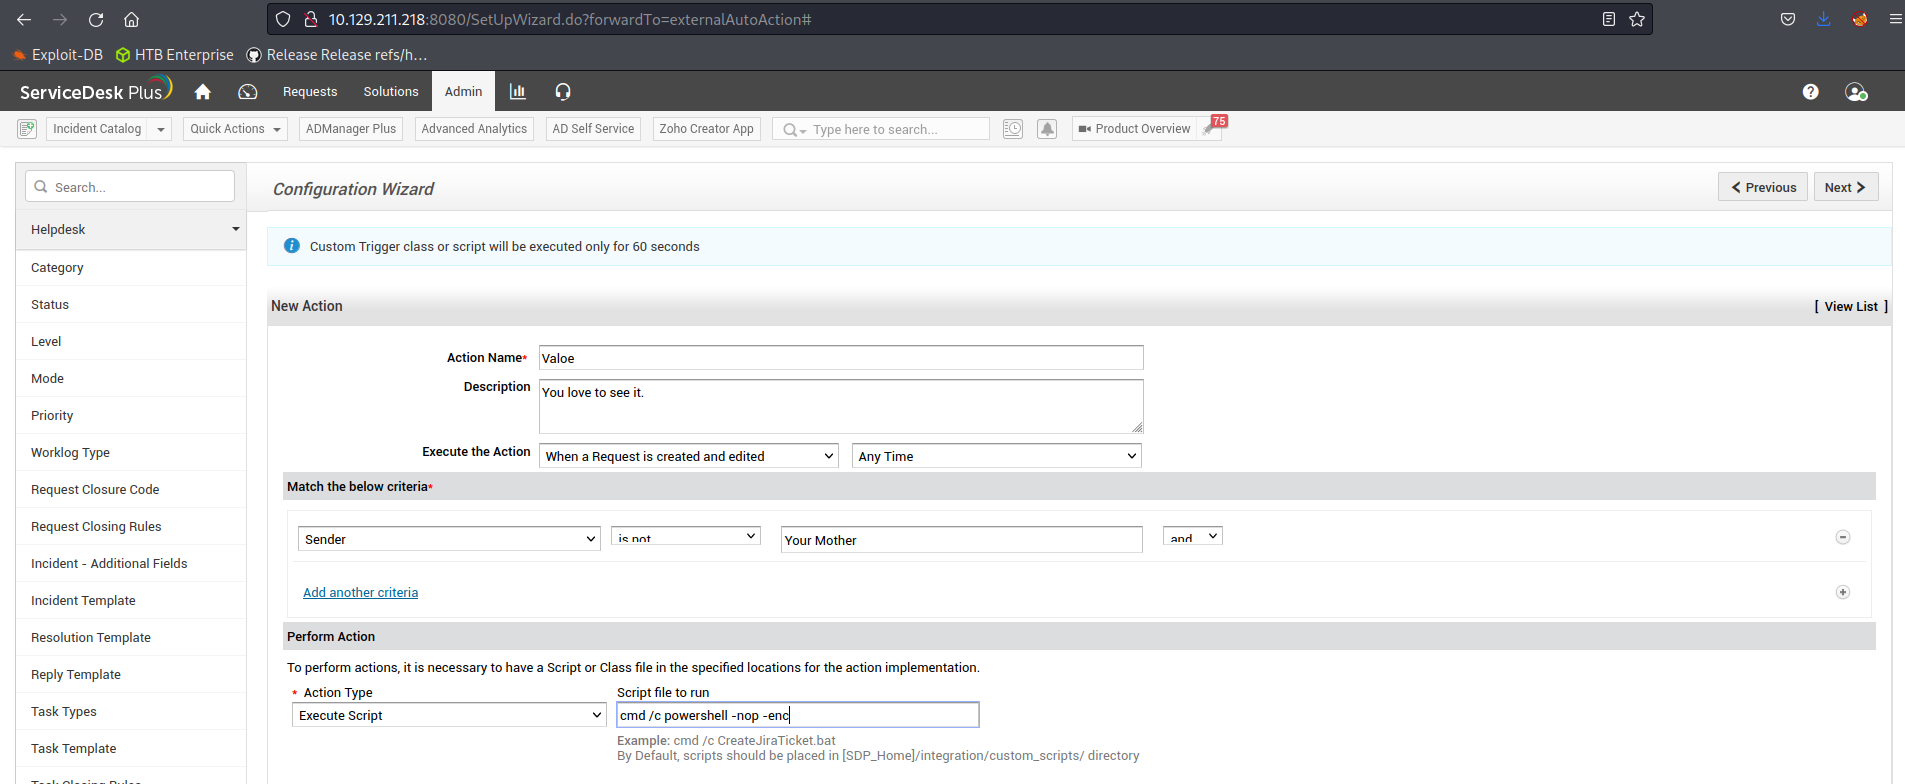 10.129.211.218:8080/SetUpWizard.do?forwardTo=externalAutoAction#
Exploit-DB HTB Enterprise Release Release refs/h...
ServiceDesk Plus Requests Solutions Admin
Incident Catalog Quick Actions ADManager Plus Advanced Analytics AD Self Service Zoho Creator App Type here to search... Product Overview 75
Search...
Helpdesk
Category
Status
Level
Mode
Priority
Worklog Type
Request Closure Code
Request Closing Rules
Incident - Additional Fields
Incident Template
Resolution Template
Reply Template
Task Types
Task Template
Task Closing Rules
Configuration Wizard
Previous Next
Custom Trigger class or script will be executed only for 60 seconds
New Action [ View List ]
Action Name* Valoe
Description You love to see it.
Execute the Action When a Request is created and edited Any Time
Match the below criteria*
Sender is not Your Mother and
Add another criteria
Perform Action
To perform actions, it is necessary to have a Script or Class file in the specified locations for the action implementation.
* Action Type Script file to run
Execute Script cmd /c powershell -nop -enc
Example: cmd /c CreateJiraTicket.bat
By Default, scripts should be placed in [SDP_Home]/integration/custom_scripts/ directory